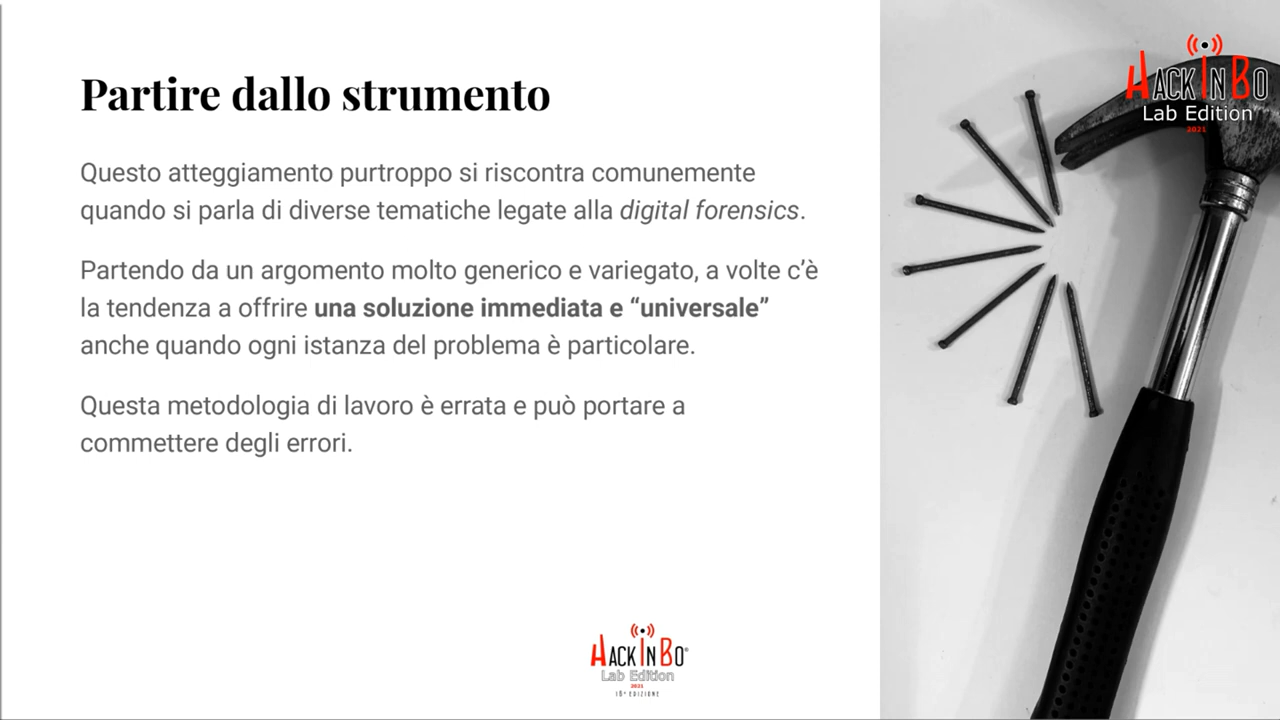 Partire dallo strumento
Questo atteggiamento purtroppo si riscontra comunemente
quando si parla di diverse tematiche legate alla digital forensics.
Partendo da un argomento molto generico e variegato, a volte c’è
la tendenza a offrire una soluzione immediata e “universale”
anche quando ogni istanza del problema è particolare.
Questa metodologia di lavoro è errata e può portare a
commettere degli errori.
HACKINBO
Lab Edition
2021
HACKINBO®
Lab Edition
2021
16ª EDIZIONE